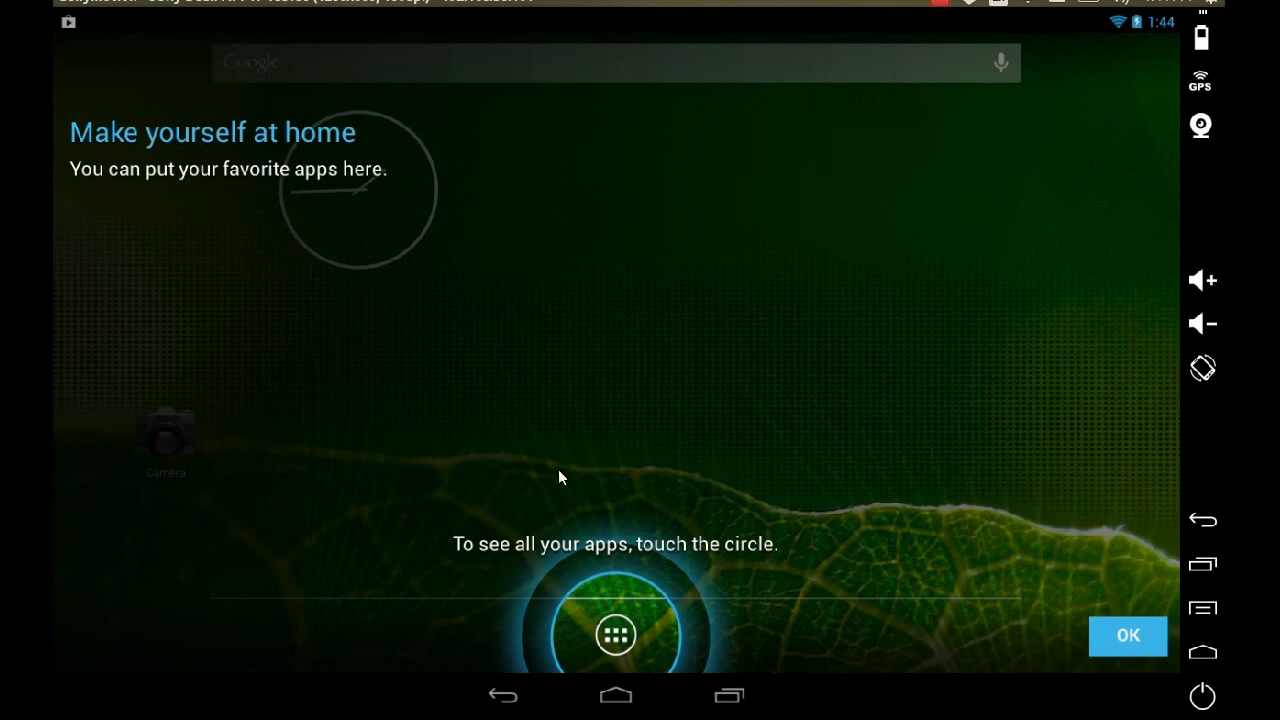 1:44
Google
GPS
Make yourself at home
You can put your favorite apps here.
Camera
To see all your apps, touch the circle.
OK